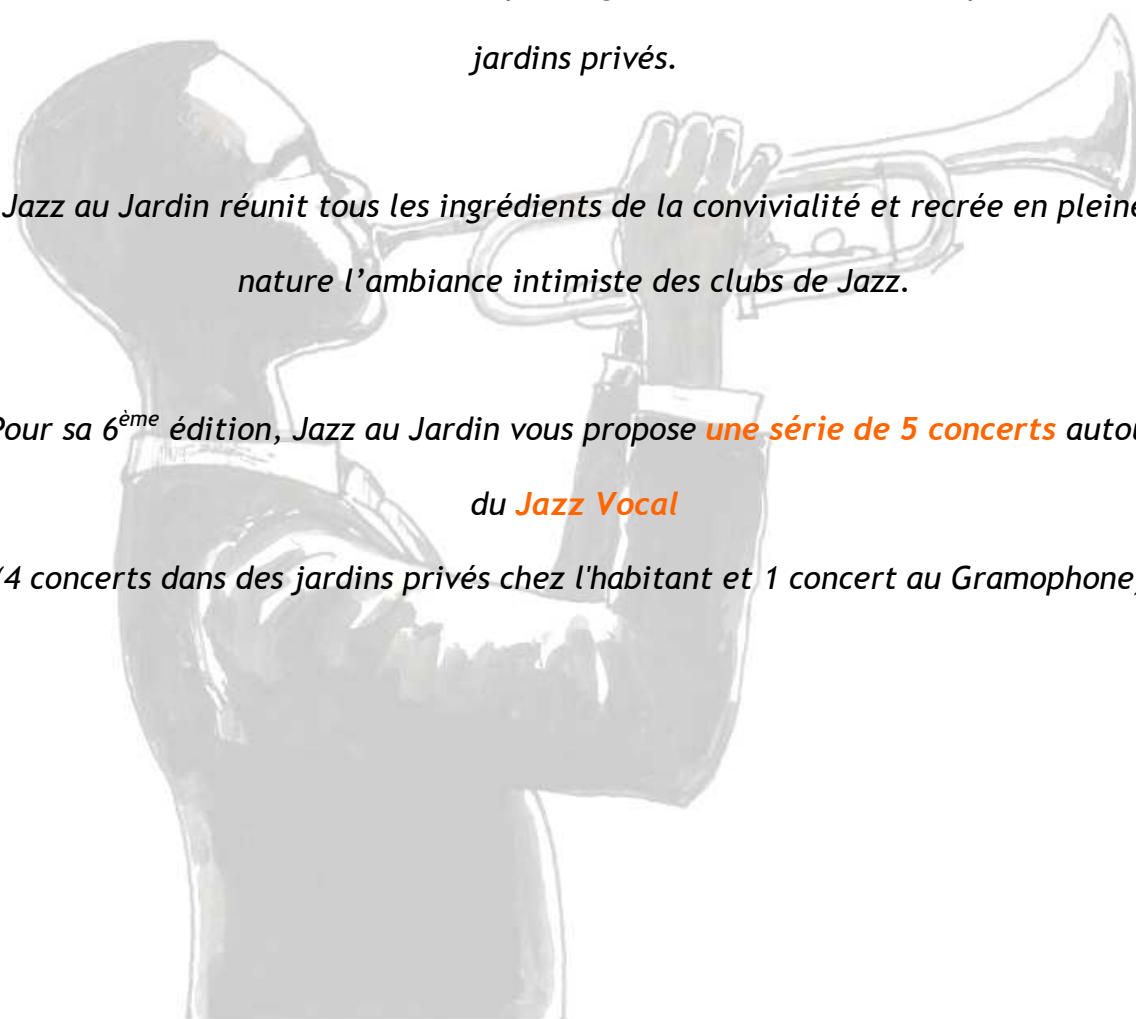 jardins privés.
Jazz au Jardin réunit tous les ingrédients de la convivialité et recrée en pleine
nature l’ambiance intimiste des clubs de Jazz.
Pour sa 6ème édition, Jazz au Jardin vous propose une série de 5 concerts autou
du Jazz Vocal
(4 concerts dans des jardins privés chez l'habitant et 1 concert au Gramophone)